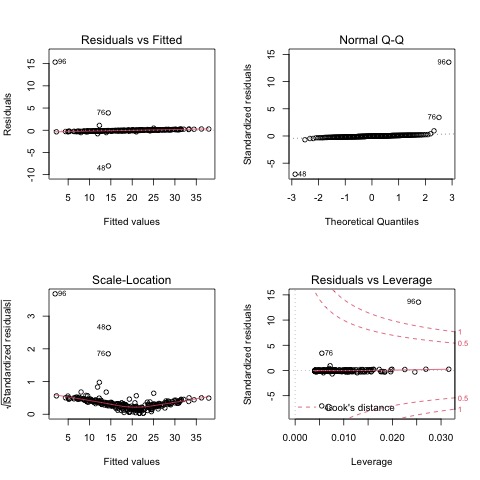 Residuals vs Fitted
Residuals
15
10
5
0
-5
-10
96
76
48
5 10 15 20 25 30 35
Fitted values
Normal Q-Q
Standardized residuals
15
10
5
0
-5
96
76
48
-3 -2 -1 0 1 2 3
Theoretical Quantiles
Scale-Location
√|Standardized residuals|
3
2
1
0
96
48
76
5 10 15 20 25 30 35
Fitted values
Residuals vs Leverage
Standardized residuals
15
10
5
0
-5
96
76
1
0.5
0.5
1
Cook's distance
0.000 0.010 0.020 0.030
Leverage